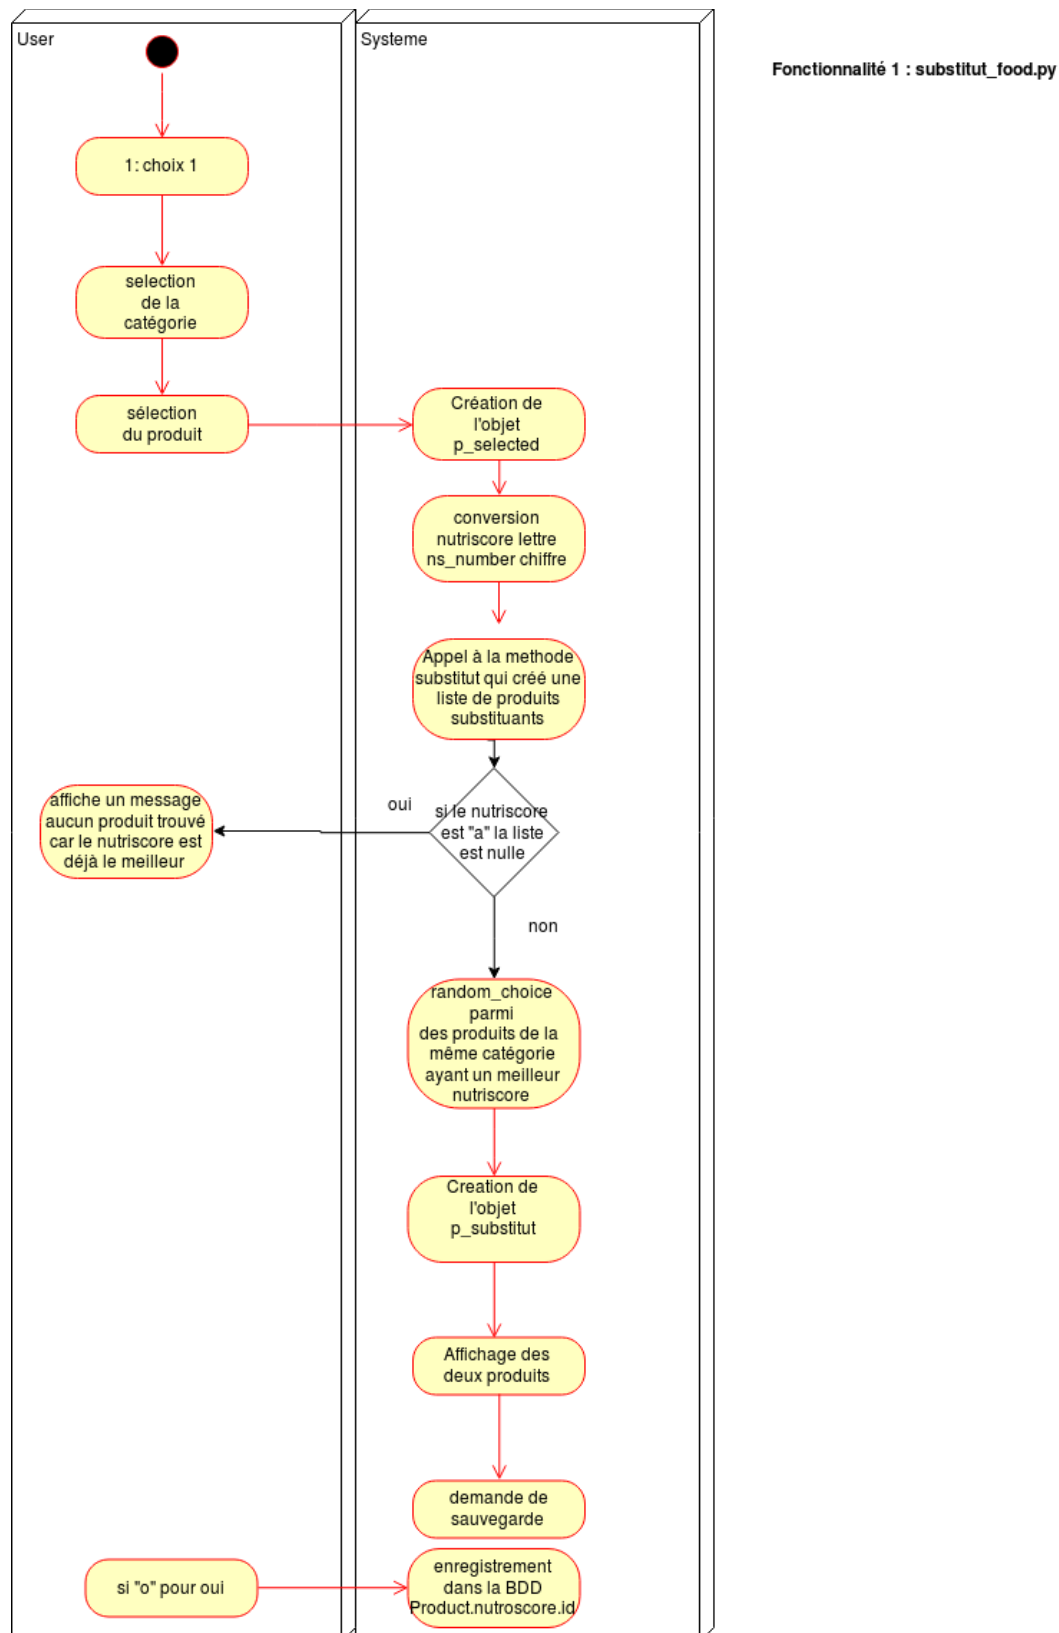 User
Systeme
Fonctionnalité 1 : substitut_food.py
1: choix 1
selection
de la
catégorie
sélection
du produit
Création de
l'objet
p_selected
conversion
nutriscore lettre
ns_number chiffre
Appel à la methode
substitut qui créé une
liste de produits
substituants
si le nutriscore
est "a" la liste
est nulle
oui
affiche un message
aucun produit trouvé
car le nutriscore est
déjà le meilleur
non
random_choice
parmi
des produits de la
même catégorie
ayant un meilleur
nutriscore
Creation de
l'objet
p_substitut
Affichage des
deux produits
demande de
sauvegarde
si "o" pour oui
enregistrement
dans la BDD
Product.nutroscore.id